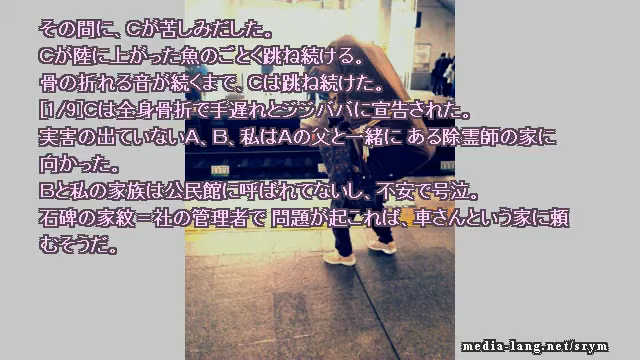 その間に、Cが苦しみだした。
Cが陸に上がった魚のごとく跳ね続ける。
骨の折れる音が続くまで、Cは跳ねけた。
[1/9]Cは全身骨折で手遅れとジンババに宣告された。
実害の出ていないA、B、私はAの父と一緒に ある除霊師の家に
向かった。
Bと私の家族は公民館に呼ばれてないし、不安で号泣。
石碑の家紋＝社の管理者で 問題が起これば、車さんという家に頼
むそうだ。
media-lang.net/srym